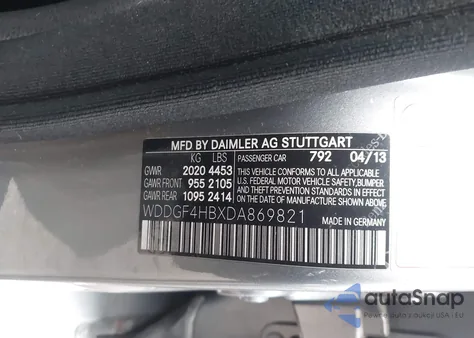 MFD BY DAIMLER AG STUTTGART
KG LBS PASSENGER CAR 792 04/13
GVWR 2020 4453 THIS VEHICLE CONFORMS TO ALL APPLICABLE
GAWR FRONT 955 2105 U.S. FEDERAL MOTOR VEHICLE SAFETY, BUMPER
GAWR REAR 1095 2414 AND THEFT PREVENTION STANDARDS IN EFFECT ON THE DATE OF MANUFACTURE SHOWN ABOVE.
WDDGF4HBXDA869821 MADE IN GERMANY
autoSnap